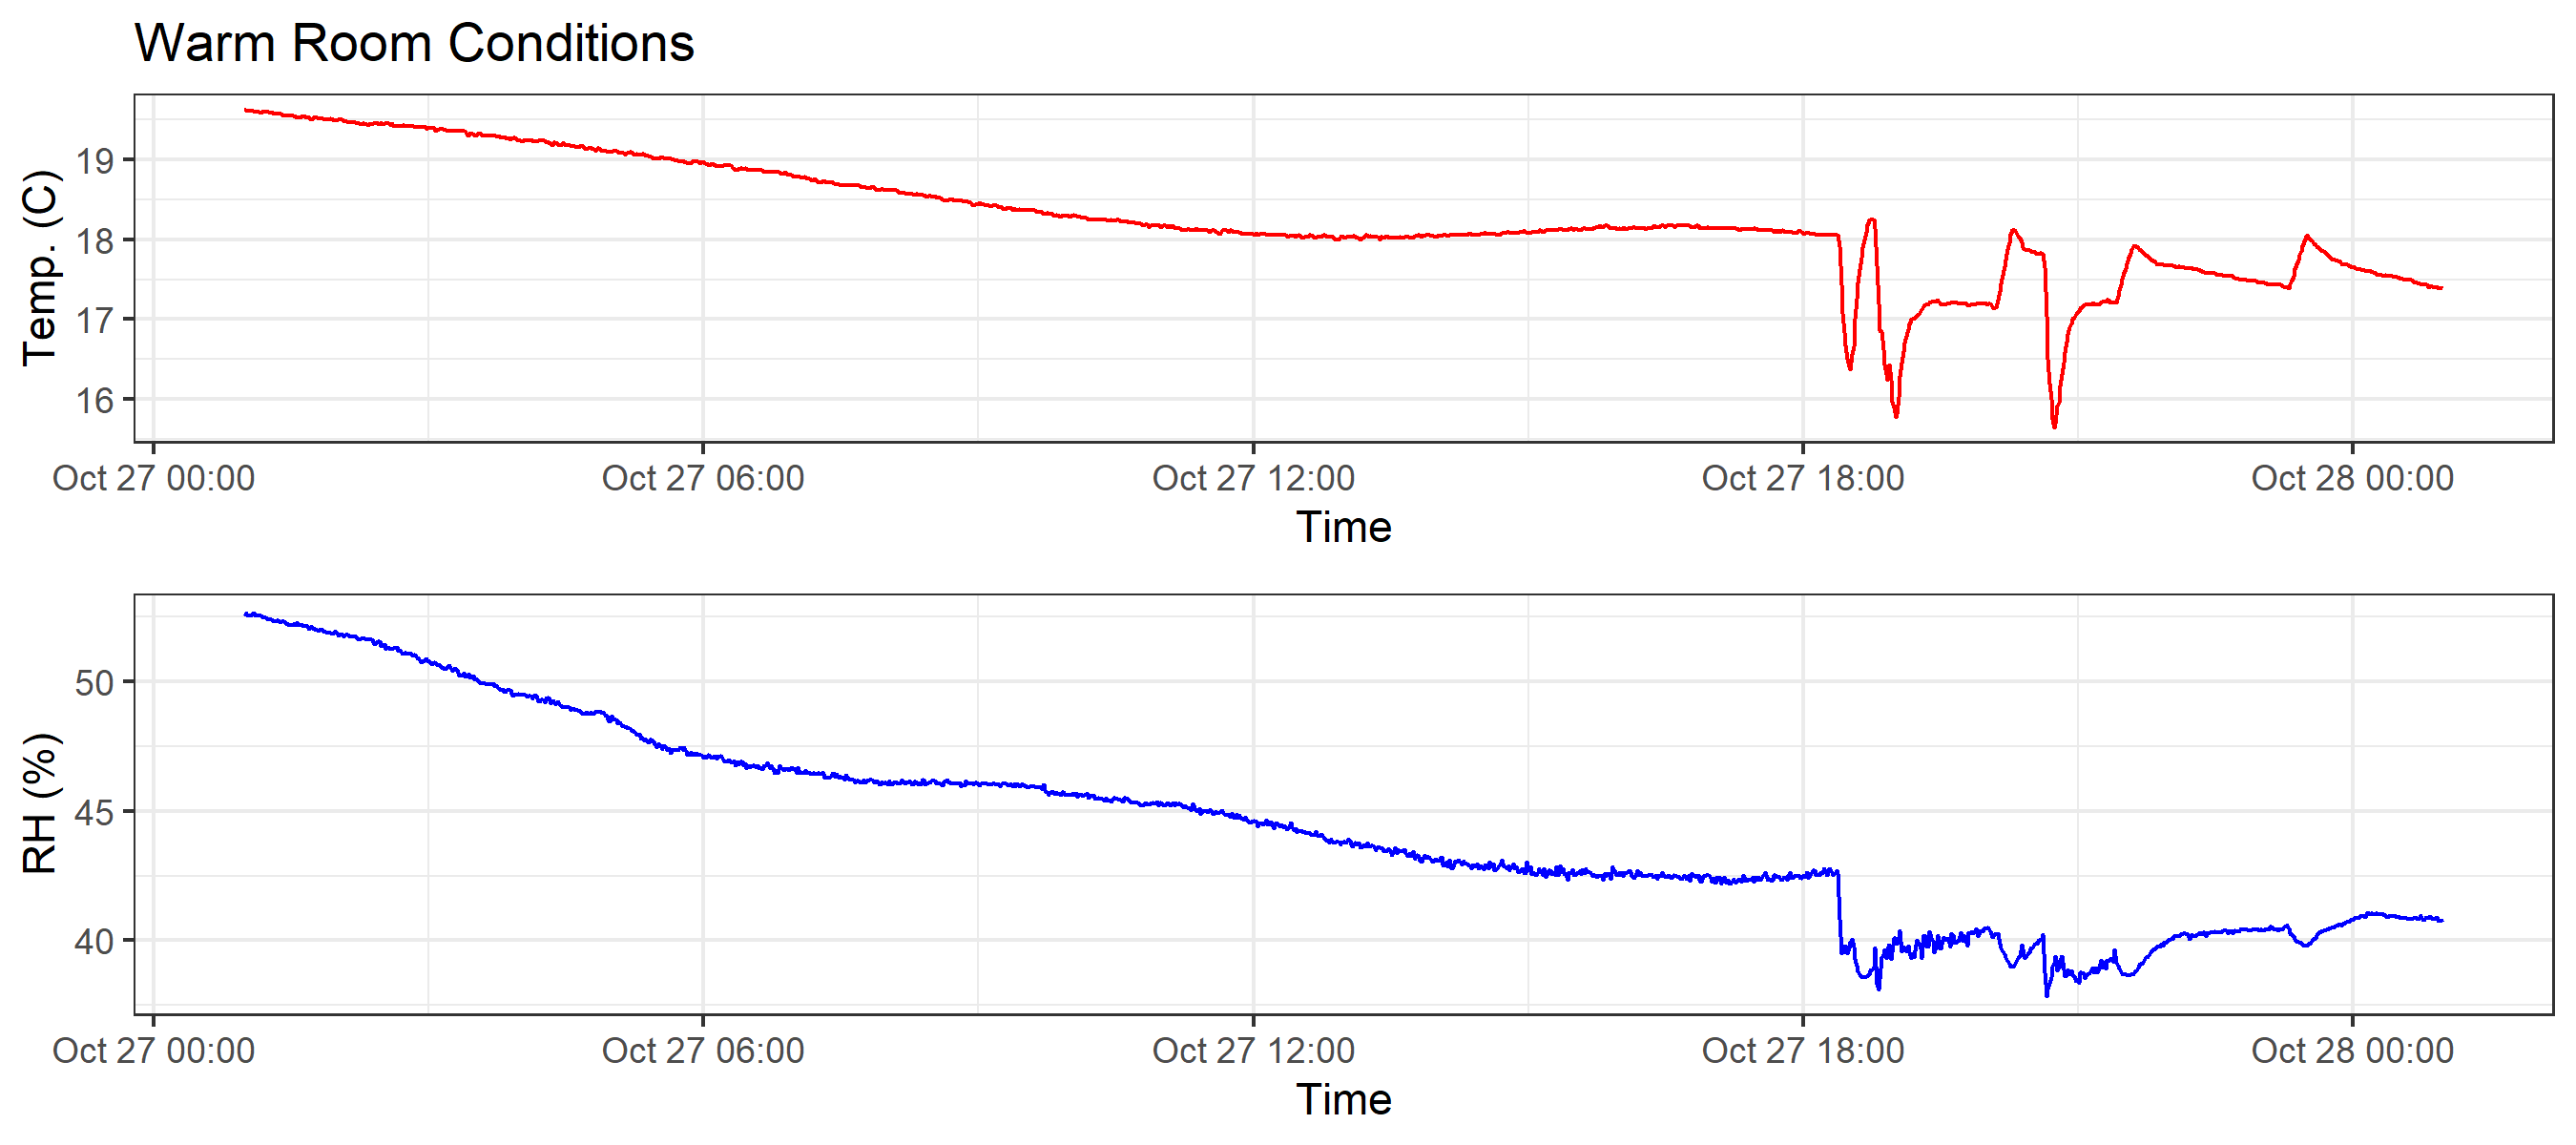 Warm Room Conditions
Temp. (C)
19
18
17
16
Oct 27 00:00 Oct 27 06:00 Oct 27 12:00 Oct 27 18:00 Oct 28 00:00
Time
RH (%)
50
45
40
Oct 27 00:00 Oct 27 06:00 Oct 27 12:00 Oct 27 18:00 Oct 28 00:00
Time